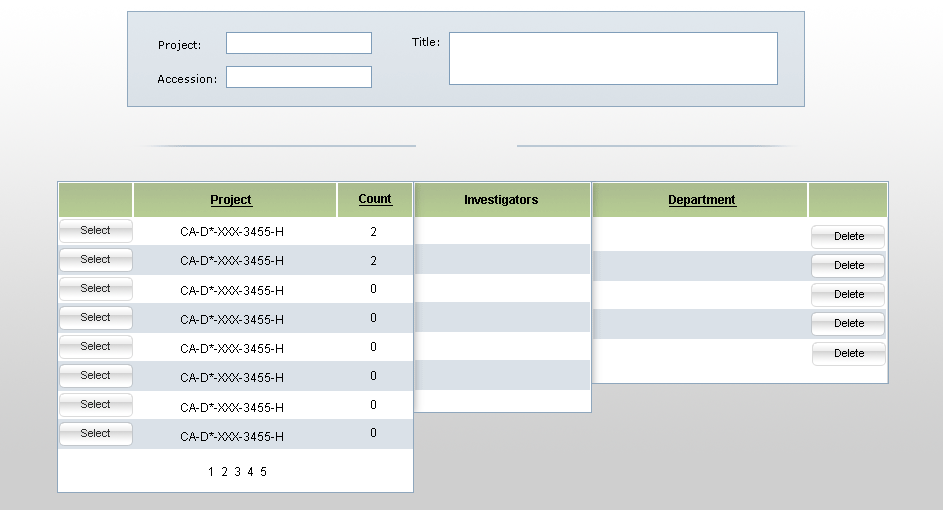 Project:
Title:
Accession:
Project Count Investigators Department
Select CA-D*-XXX-3455-H 2 Delete
Select CA-D*-XXX-3455-H 2 Delete
Select CA-D*-XXX-3455-H 0 Delete
Select CA-D*-XXX-3455-H 0 Delete
Select CA-D*-XXX-3455-H 0 Delete
Select CA-D*-XXX-3455-H 0
Select CA-D*-XXX-3455-H 0
Select CA-D*-XXX-3455-H 0
1 2 3 4 5